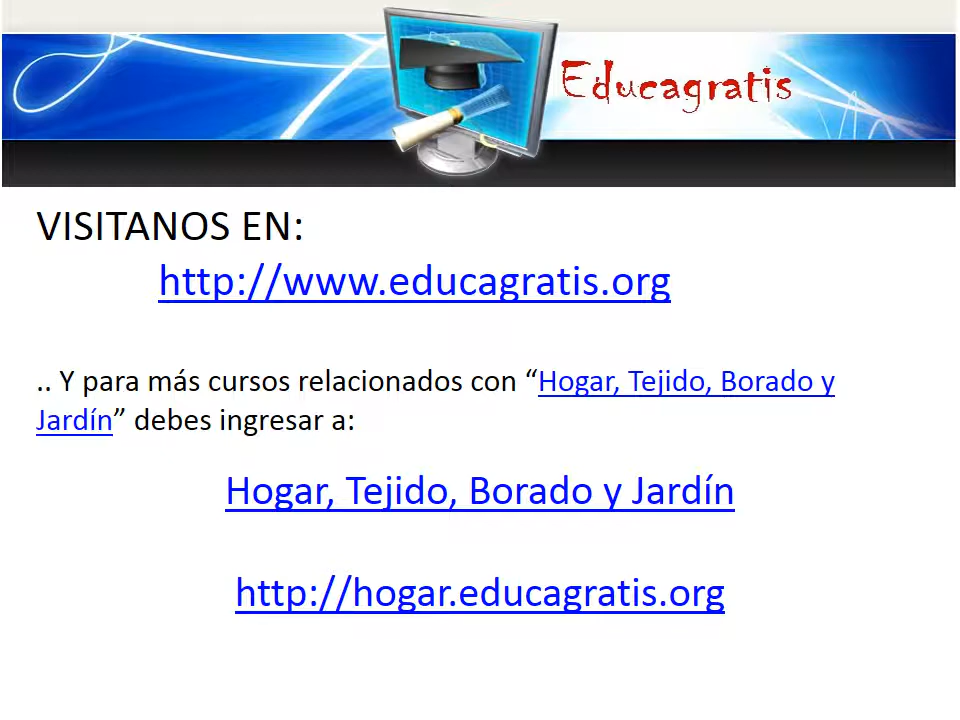 Educagratis
VISITANOS EN:
http://www.educagratis.org
.. Y para más cursos relacionados con “Hogar, Tejido, Borado y
Jardín” debes ingresar a:
Hogar, Tejido, Borado y Jardín
http://hogar.educagratis.org